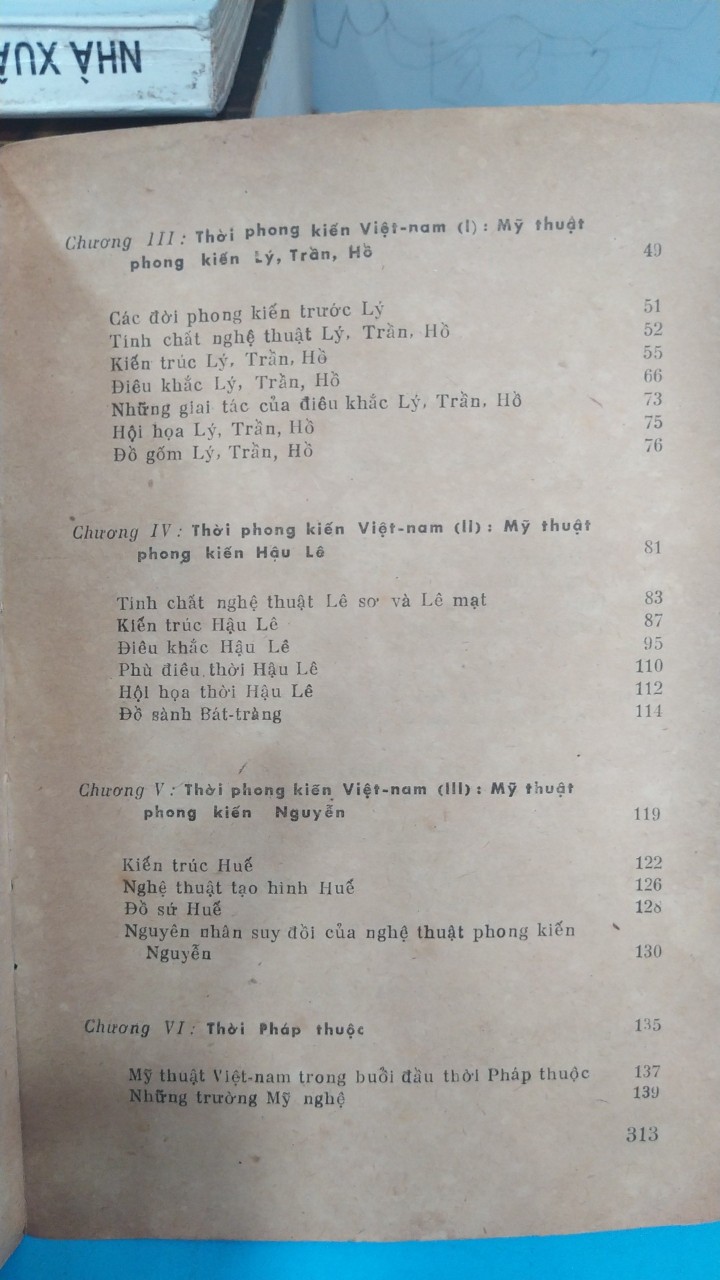 NHÀ XUẤ
Chương III : Thời phong kiến Việt-nam (I) : Mỹ thuật
phong kiến Lý, Trần, Hồ 49
Các đời phong kiến trước Lý 51
Tính chất nghệ thuật Lý, Trần, Hồ 52
Kiến trúc Lý, Trần, Hồ 55
Điêu khắc Lý, Trần, Hồ 66
Những giai tác của điêu khắc Lý, Trần, Hồ 73
Hội họa Lý, Trần, Hồ 75
Đồ gốm Lý, Trần, Hồ 76
Chương IV : Thời phong kiến Việt-nam (II) : Mỹ thuật
phong kiến Hậu Lê 81
Tính chất nghệ thuật Lê sơ và Lê mạt 83
Kiến trúc Hậu Lê 87
Điêu khắc Hậu Lê 95
Phù điêu thời Hậu Lê 110
Hội họa thời Hậu Lê 112
Đồ sành Bát-tràng 114
Chương V : Thời phong kiến Việt-nam (III) : Mỹ thuật
phong kiến Nguyễn 119
Kiến trúc Huế 122
Nghệ thuật tạo hình Huế 126
Đồ sứ Huế 128
Nguyên nhân suy đồi của nghệ thuật phong kiến
Nguyễn 130
Chương VI : Thời Pháp thuộc 135
Mỹ thuật Việt-nam trong buổi đầu thời Pháp thuộc 137
Những trường Mỹ nghệ 139
313